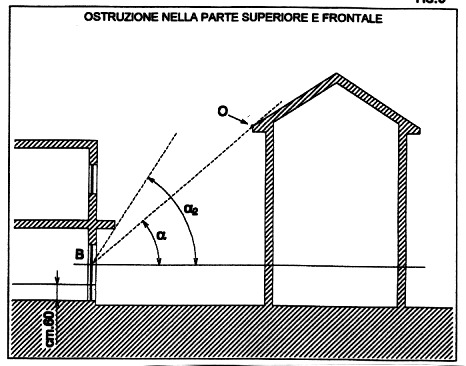 OSTRUZIONE NELLA PARTE SUPERIORE E FRONTALE
O
α2
α
B
cm.60